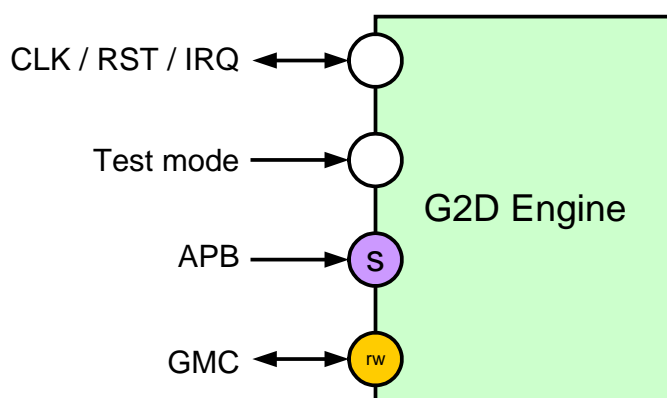 CLK / RST / IRQ
Test mode
G2D Engine
APB
S
GMC
rw